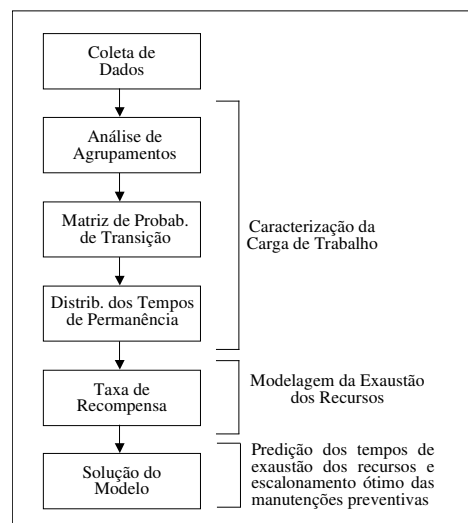 Coleta de
Dados
Análise de
Agrupamentos
Matriz de Probab.
de Transição
Distrib. dos Tempos
de Permanência
Caracterização da
Carga de Trabalho
Taxa de
Recompensa
Modelagem da Exaustão
dos Recursos
Solução do
Modelo
Predição dos tempos de
exaustão dos recursos e
escalonamento ótimo das
manutenções preventivas